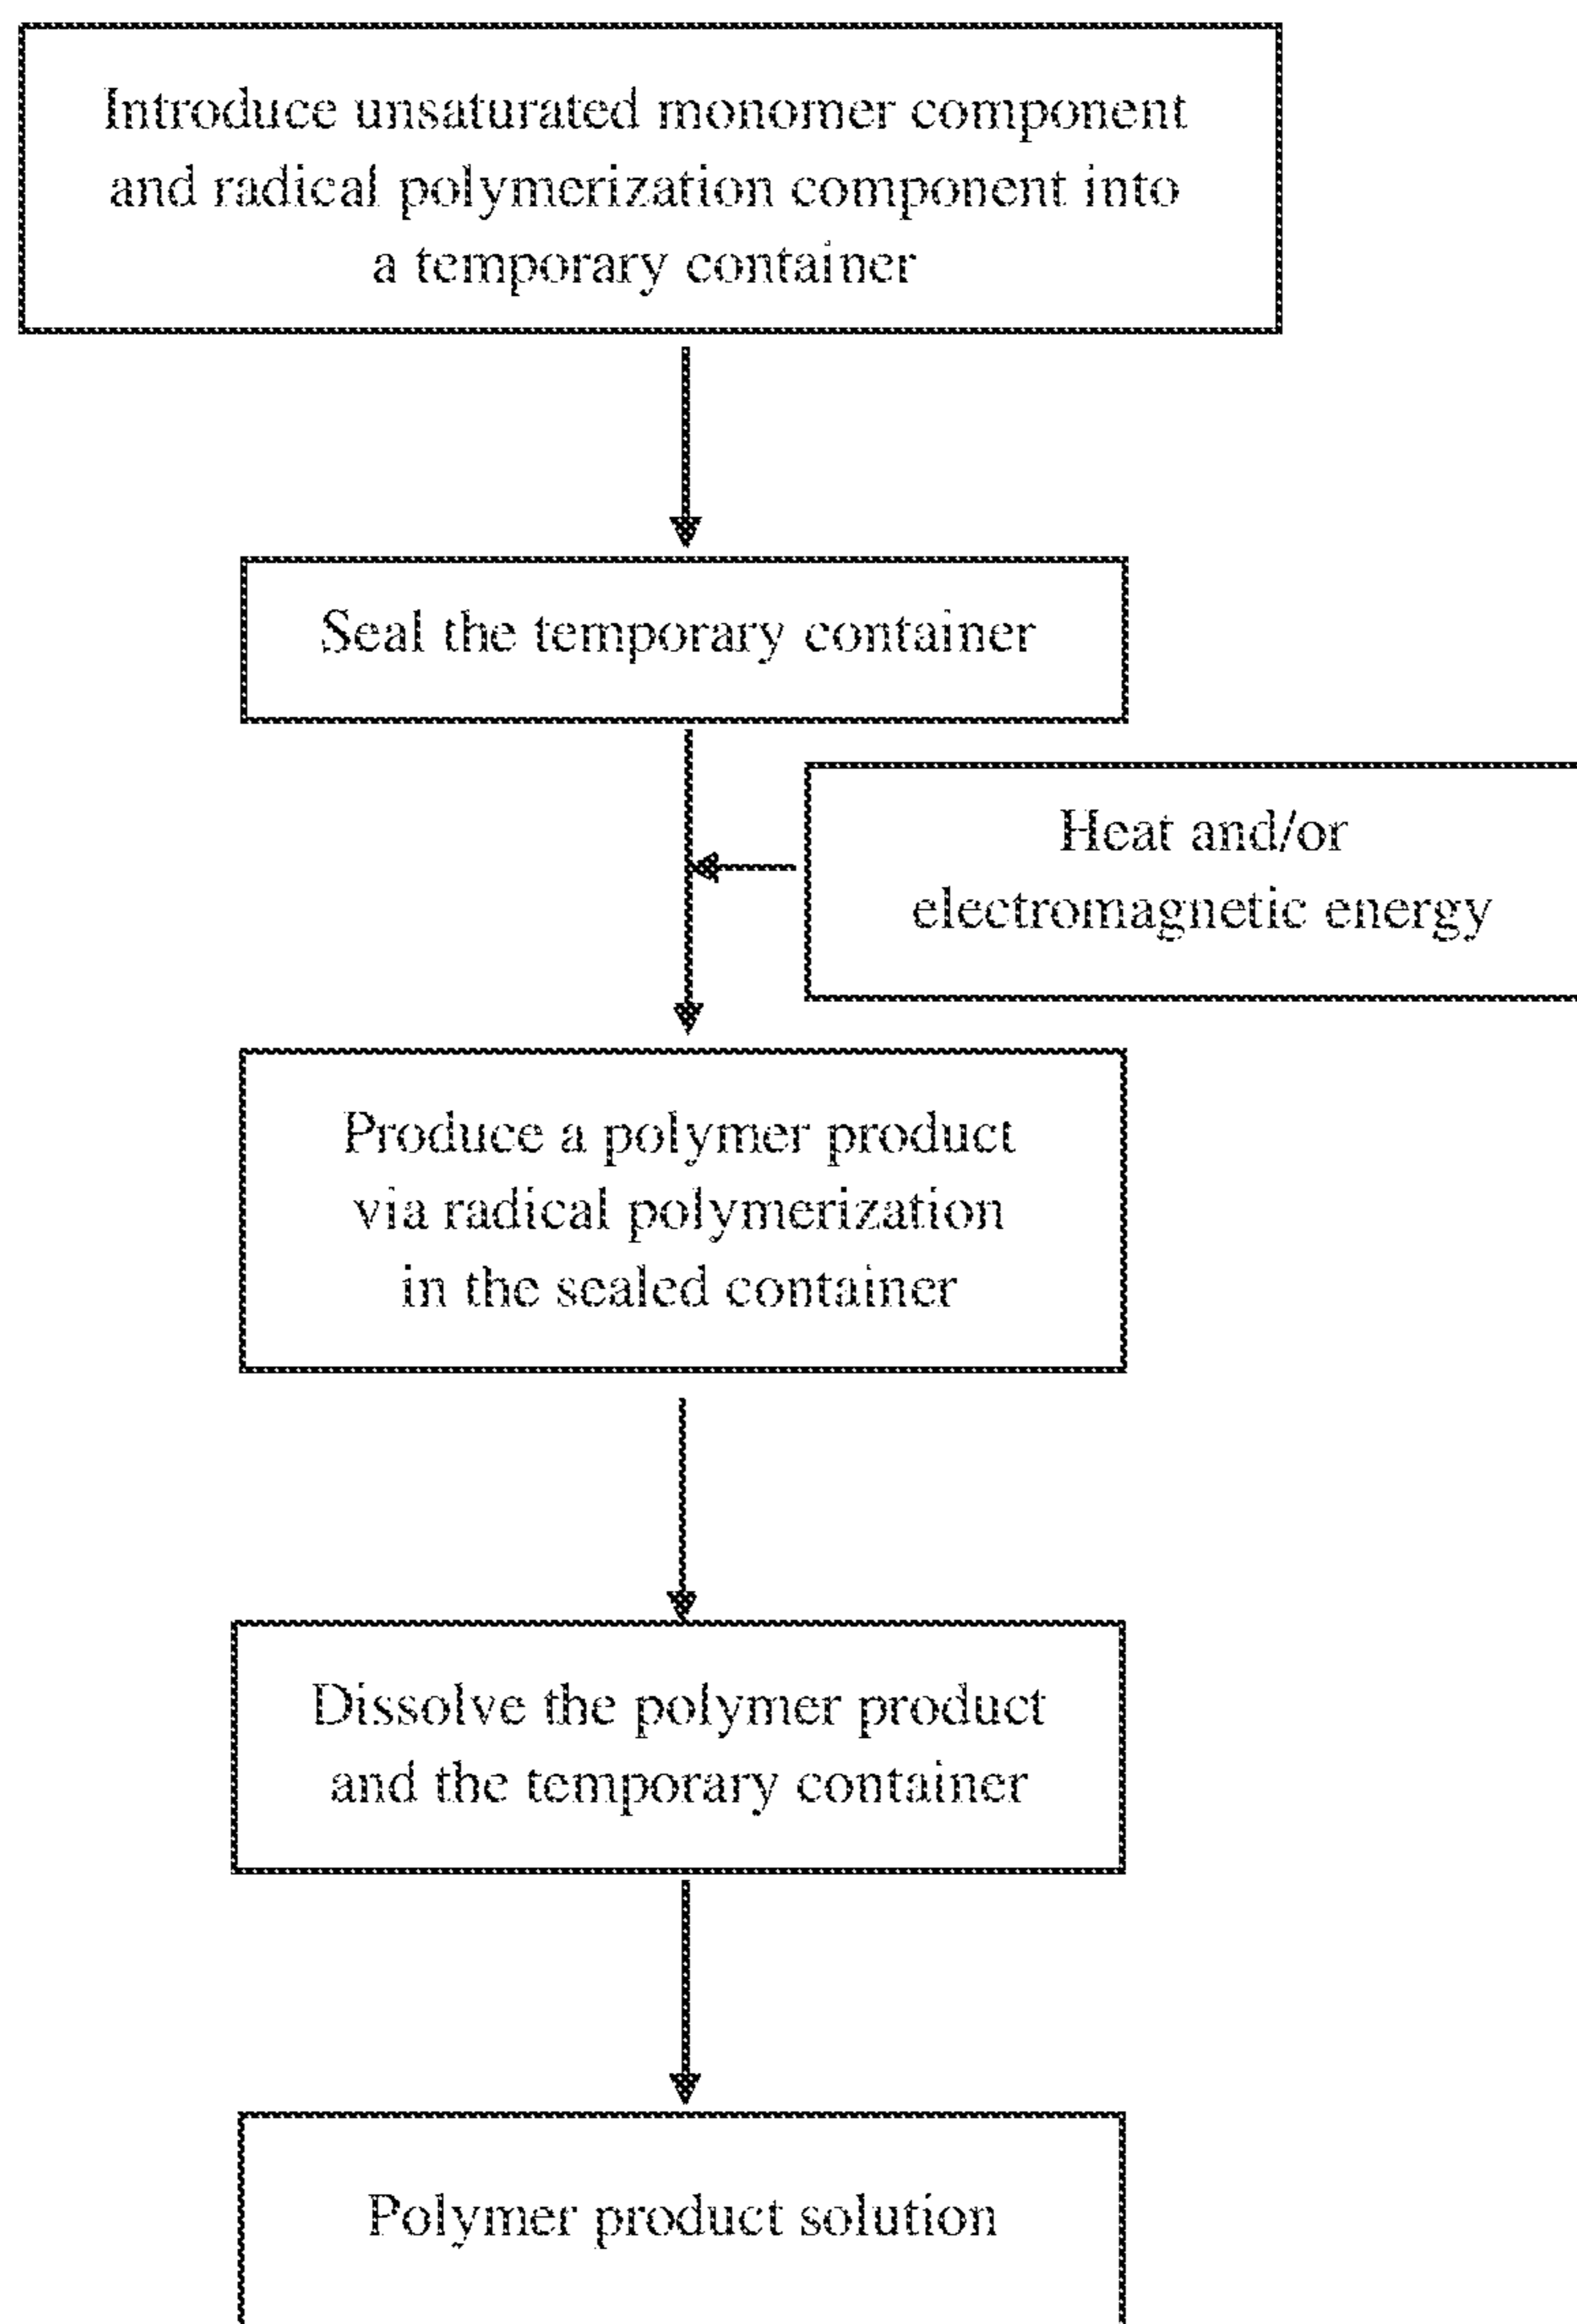 Introduce unsaturated monomer component
and radical polymerization component into
a temporary container
Seal the temporary container
Heat and/or
electromagnetic energy
Produce a polymer product
via radical polymerization
in the sealed container
Dissolve the polymer product
and the temporary container
Polymer product solution